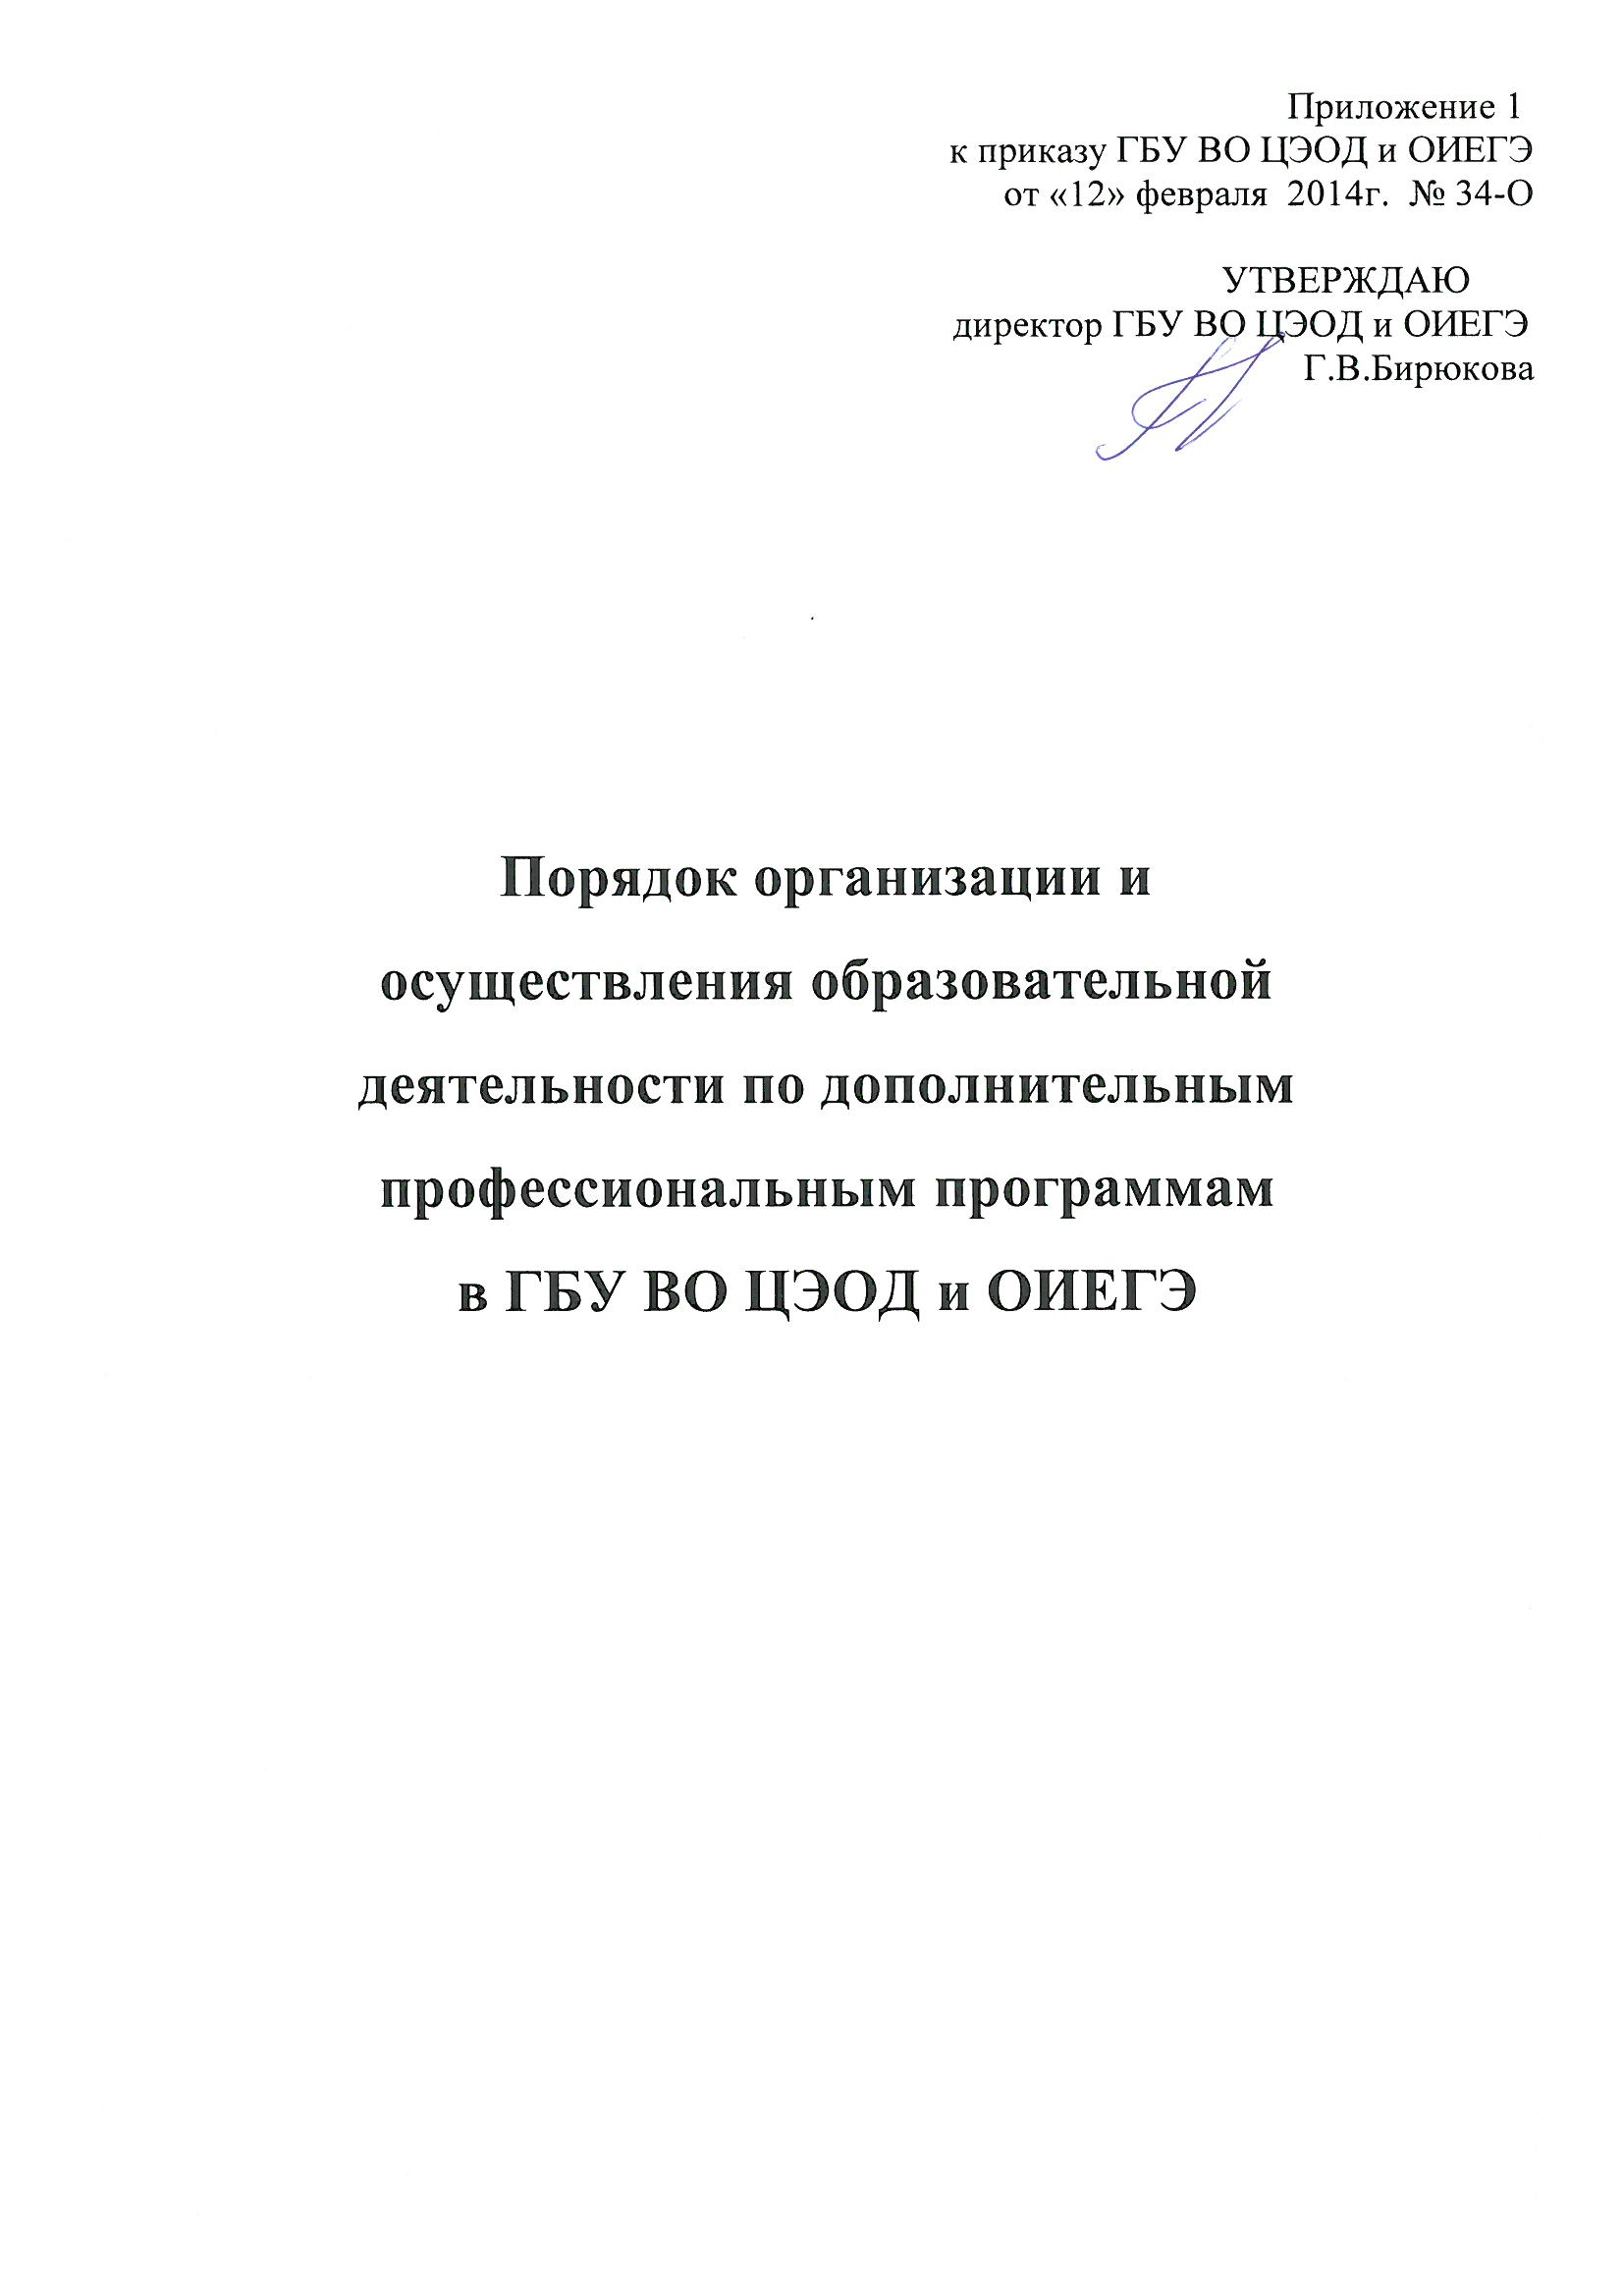 Приложение 1
к приказу ГБУ ВО ЦЭОД и ОИЕГЭ
от «12» февраля 2014г. № 34-О
УТВЕРЖДАЮ
директор ГБУ ВО ЦЭОД и ОИЕГЭ
Г.В.Бирюкова
Порядок организации и
осуществления образовательной
деятельности по дополнительным
профессиональным программам
в ГБУ ВО ЦЭОД и ОИЕГЭ